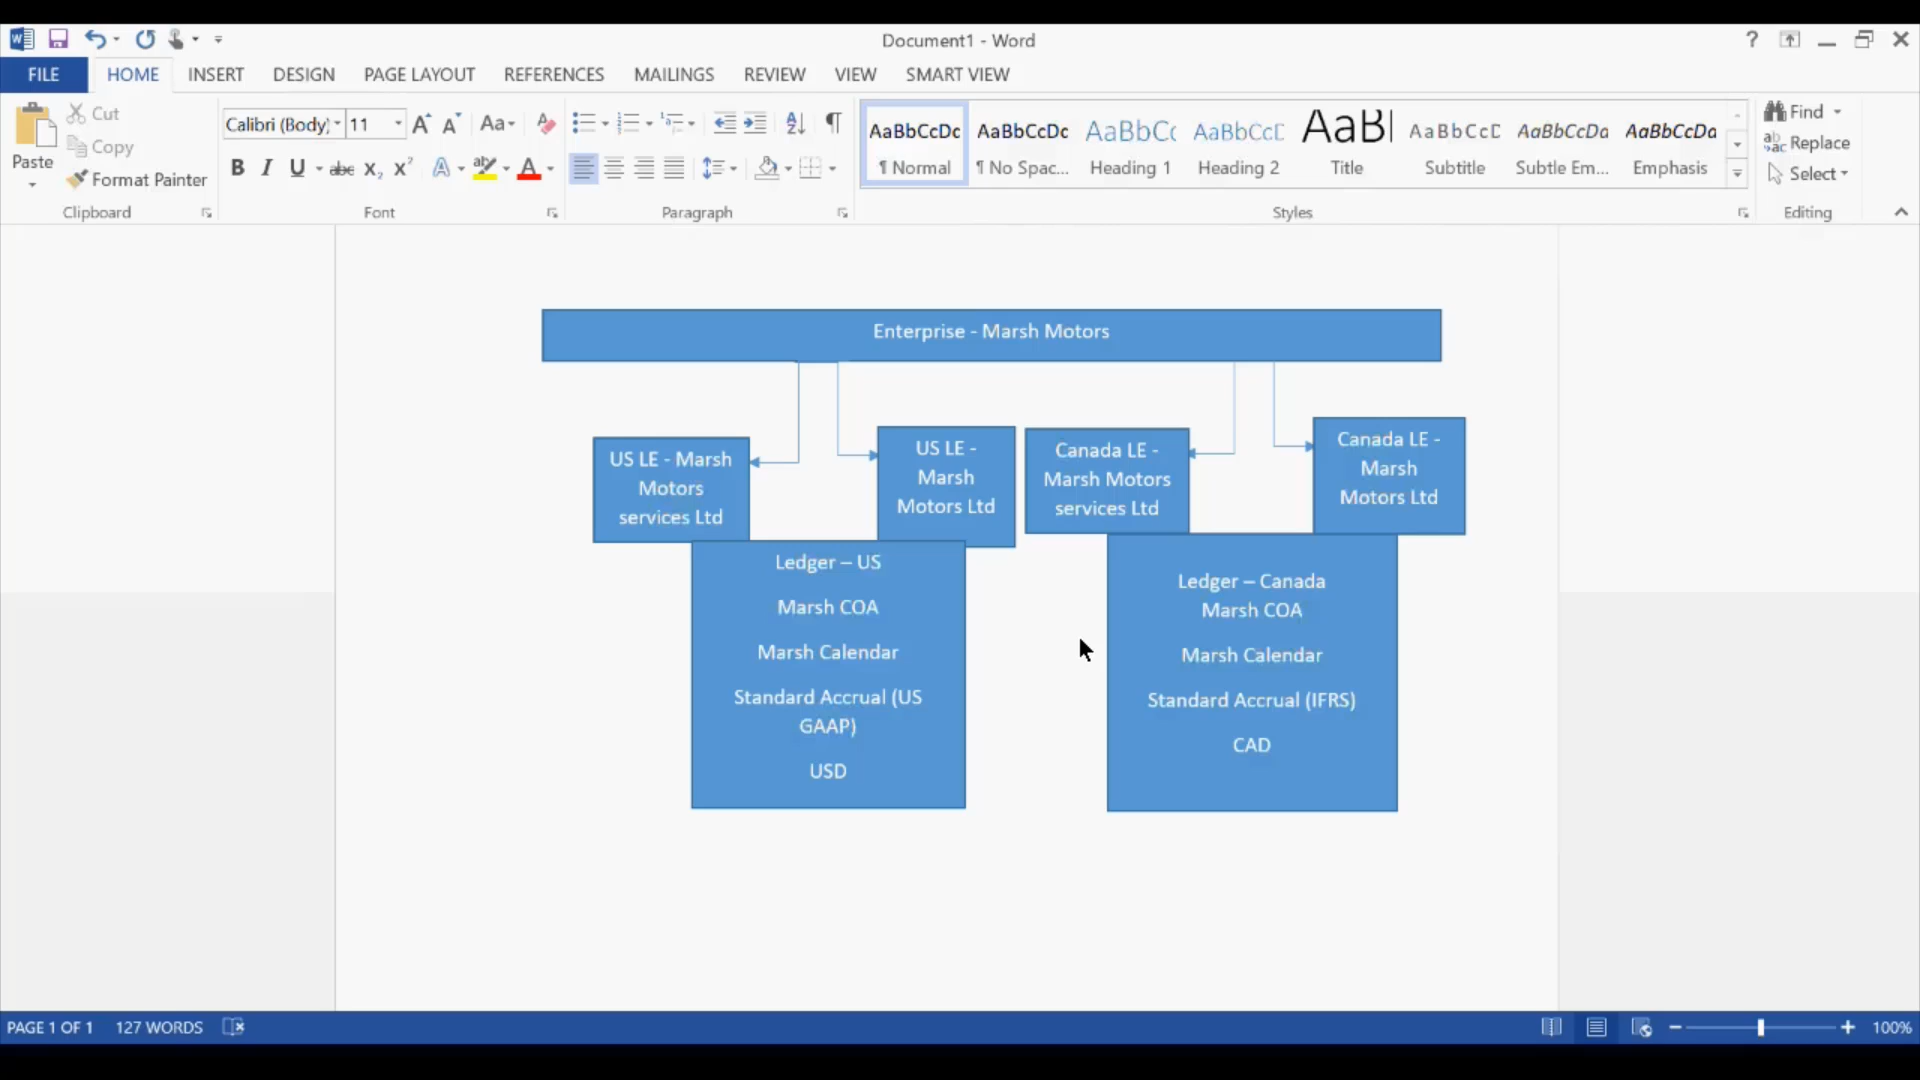 Document1 - Word
FILE HOME INSERT DESIGN PAGE LAYOUT REFERENCES MAILINGS REVIEW VIEW SMART VIEW
Paste
Cut
Copy
Format Painter
Clipboard
Calibri (Body) 11
Font
Paragraph
AaBbCcDc AaBbCcDc AaBbCc AaBbCcD AaBl AaBbCcD AaBbCcDa AaBbCcDa
¶ Normal ¶ No Spac... Heading 1 Heading 2 Title Subtitle Subtle Em... Emphasis
Styles
Find
Replace
Select
Editing
Enterprise - Marsh Motors
US LE - Marsh
Motors
services Ltd
US LE -
Marsh
Motors Ltd
Canada LE -
Marsh Motors
services Ltd
Canada LE -
Marsh
Motors Ltd
Ledger – US
Marsh COA
Marsh Calendar
Standard Accrual (US
GAAP)
USD
Ledger – Canada
Marsh COA
Marsh Calendar
Standard Accrual (IFRS)
CAD
PAGE 1 OF 1 127 WORDS 100%